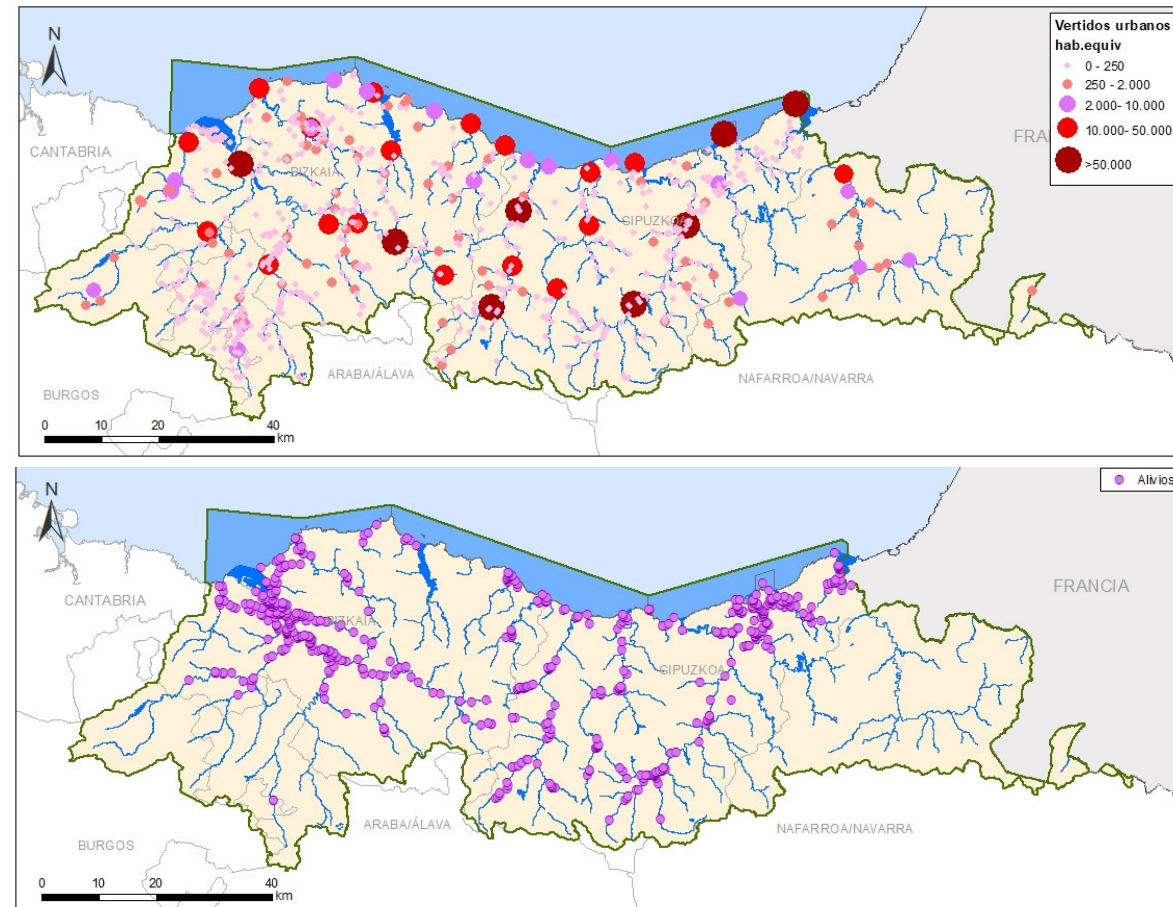 N
Vertidos urbanos
hab.equiv
0 - 250
250 - 2.000
2.000- 10.000
10.000- 50.000
>50.000
CANTABRIA
BIZKAIA
GIPUZKOA
ARABA/ÁLAVA
NAFARROA/NAVARRA
BURGOS
0 10 20 40
km
N
Alivios
FRANCIA
CANTABRIA
BIZKAIA
GIPUZKOA
ARABA/ÁLAVA
NAFARROA/NAVARRA
BURGOS
0 10 20 40
km